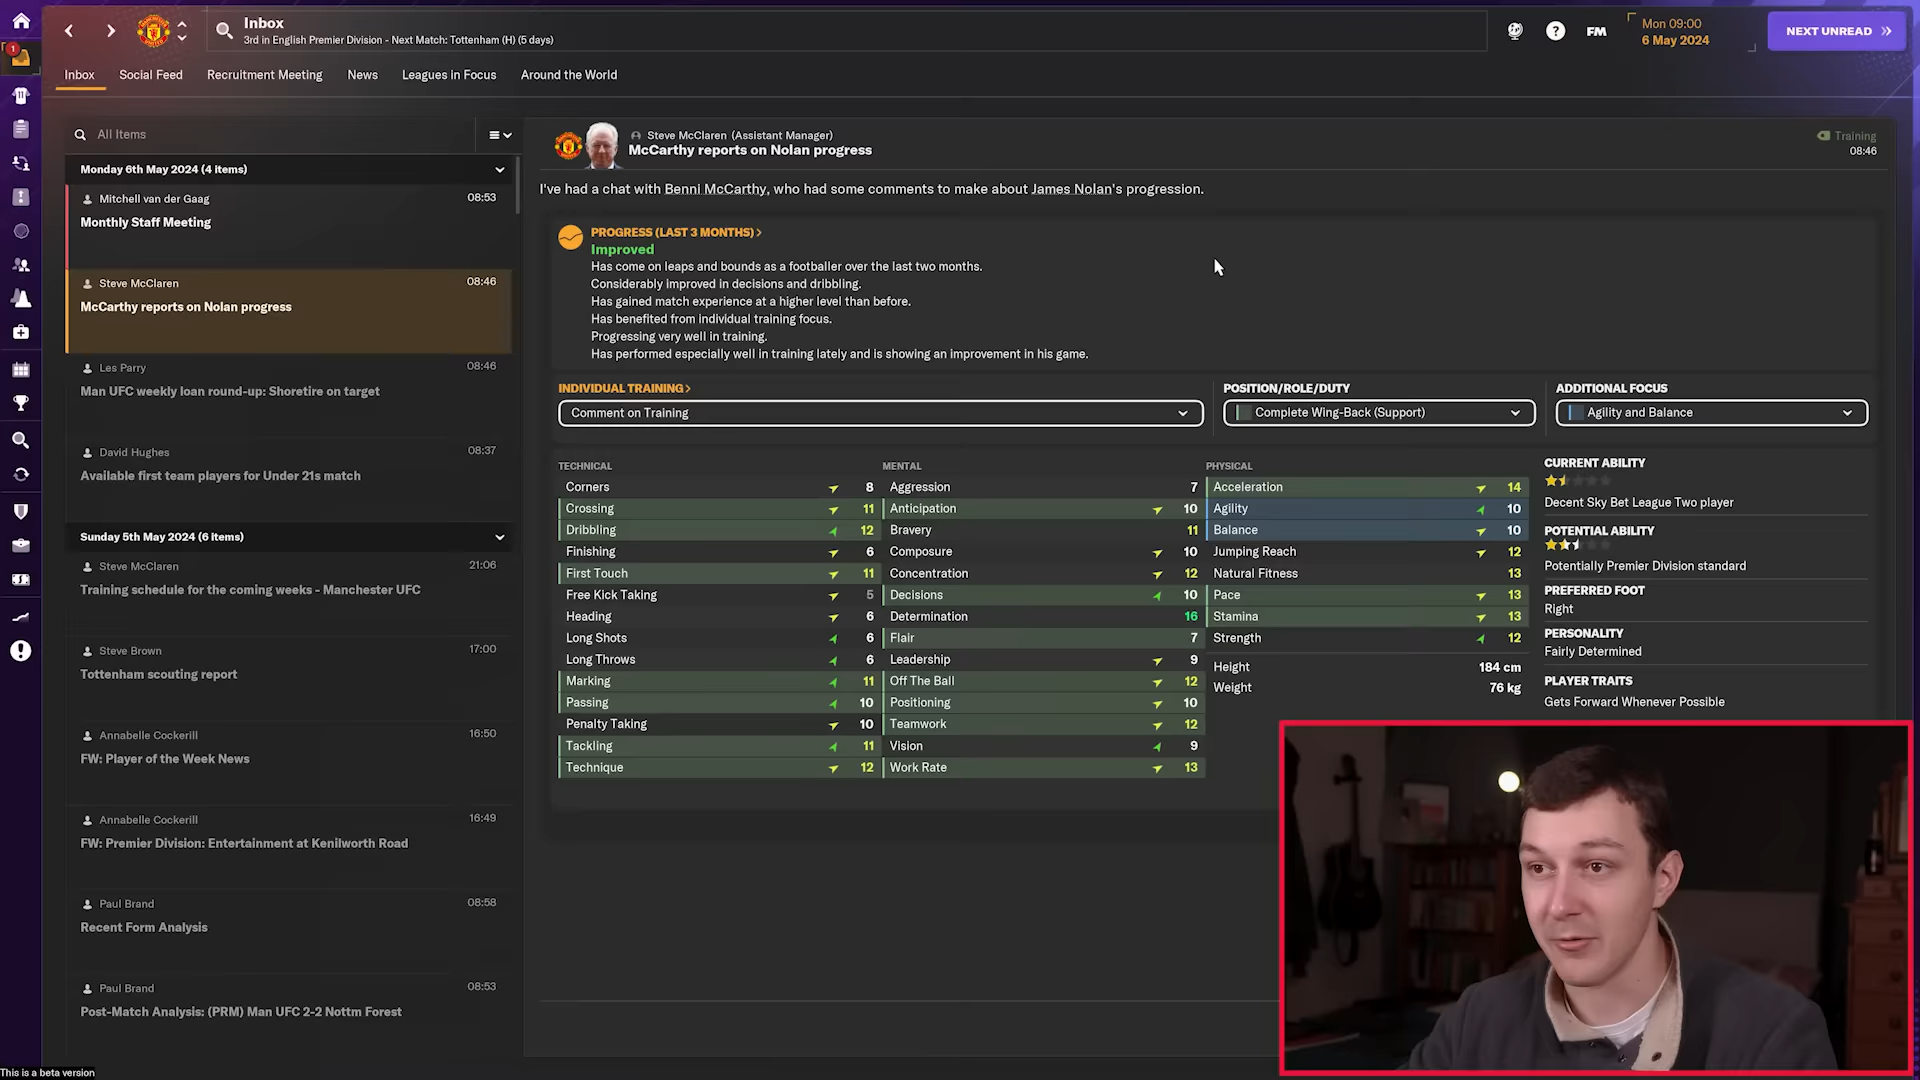 Inbox
3rd in English Premier Division - Next Match: Tottenham (H) (5 days)
FM
Mon 09:00
6 May 2024
NEXT UNREAD
1
Inbox
Social Feed
Recruitment Meeting
News
Leagues in Focus
Around the World
All Items
Monday 6th May 2024 (4 Items)
Mitchell van der Gaag 08:53
Monthly Staff Meeting
Steve McClaren 08:46
McCarthy reports on Nolan progress
Les Parry 08:46
Man UFC weekly loan round-up: Shoretire on target
David Hughes 08:37
Available first team players for Under 21s match
Sunday 5th May 2024 (6 Items)
Steve McClaren 21:06
Training schedule for the coming weeks - Manchester UFC
Steve Brown 17:00
Tottenham scouting report
Annabelle Cockerill 16:50
FW: Player of the Week News
Annabelle Cockerill 16:49
FW: Premier Division: Entertainment at Kenilworth Road
Paul Brand 08:58
Recent Form Analysis
Paul Brand 08:53
Post-Match Analysis: (PRM) Man UFC 2-2 Nottm Forest
This is a beta version
Steve McClaren (Assistant Manager)
McCarthy reports on Nolan progress
Training
08:46
I've had a chat with Benni McCarthy, who had some comments to make about James Nolan's progression.
PROGRESS (LAST 3 MONTHS) >
Improved
Has come on leaps and bounds as a footballer over the last two months.
Considerably improved in decisions and dribbling.
Has gained match experience at a higher level than before.
Has benefited from individual training focus.
Progressing very well in training.
Has performed especially well in training lately and is showing an improvement in his game.
INDIVIDUAL TRAINING >
Comment on Training
POSITION/ROLE/DUTY
Complete Wing-Back (Support)
ADDITIONAL FOCUS
Agility and Balance
TECHNICAL
Corners 8
Crossing 11
Dribbling 12
Finishing 6
First Touch 11
Free Kick Taking 5
Heading 6
Long Shots 6
Long Throws 6
Marking 11
Passing 10
Penalty Taking 10
Tackling 11
Technique 12
MENTAL
Aggression 7
Anticipation 10
Bravery 11
Composure 10
Concentration 12
Decisions 10
Determination 16
Flair 7
Leadership 9
Off The Ball 12
Positioning 10
Teamwork 12
Vision 9
Work Rate 13
PHYSICAL
Acceleration 14
Agility 10
Balance 10
Jumping Reach 12
Natural Fitness 13
Pace 13
Stamina 13
Strength 12
Height 184 cm
Weight 76 kg
CURRENT ABILITY
Decent Sky Bet League Two player
POTENTIAL ABILITY
Potentially Premier Division standard
PREFERRED FOOT
Right
PERSONALITY
Fairly Determined
PLAYER TRAITS
Gets Forward Whenever Possible